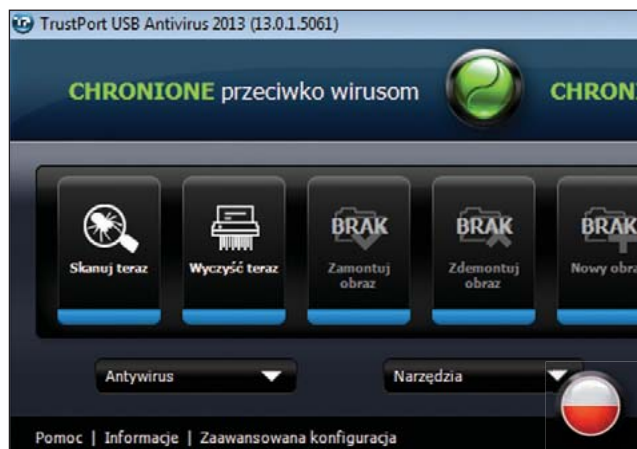 TrustPort USB Antivirus 2013 (13.0.1.5061)
CHRONIONE przeciwko wirusom
CHRON
Skanuj teraz
Wyczyść teraz
BRAK
Zamontuj
obraz
BRAK
Zdemontuj
obraz
BRAK
Nowy obra
Antywirus
Narzędzia
Pomoc | Informacje | Zaawansowana konfiguracja